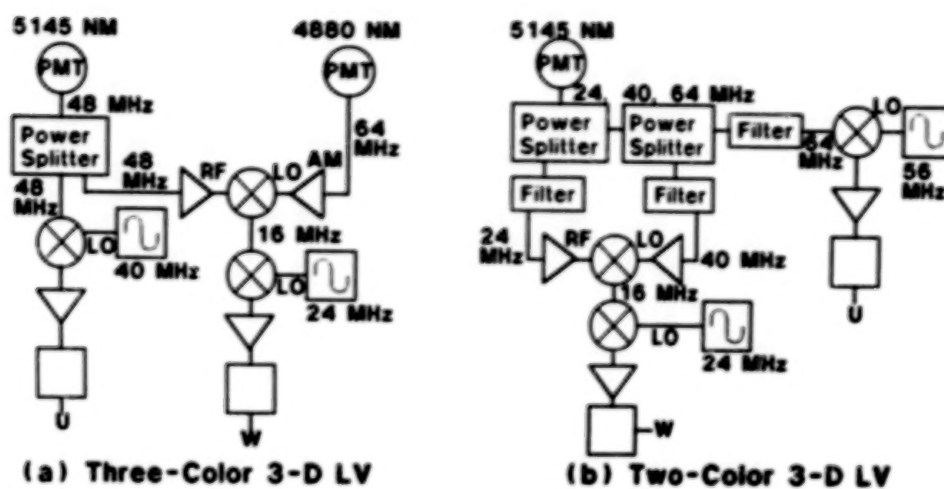 5145 NM
PMT
48 MHz
Power
Splitter
48
MHz
48
MHz
RF
LO
AM
4880 NM
PMT
64
MHz
LO
40 MHz
16 MHz
LO
24 MHz
U
W
(a) Three-Color 3-D LV
5145 NM
PMT
24, 40, 64 MHz
Power
Splitter
Power
Splitter
Filter
64
MHz
LO
56
MHz
Filter
Filter
24
MHz
RF
LO
40 MHz
16 MHz
LO
24 MHz
U
W
(b) Two-Color 3-D LV